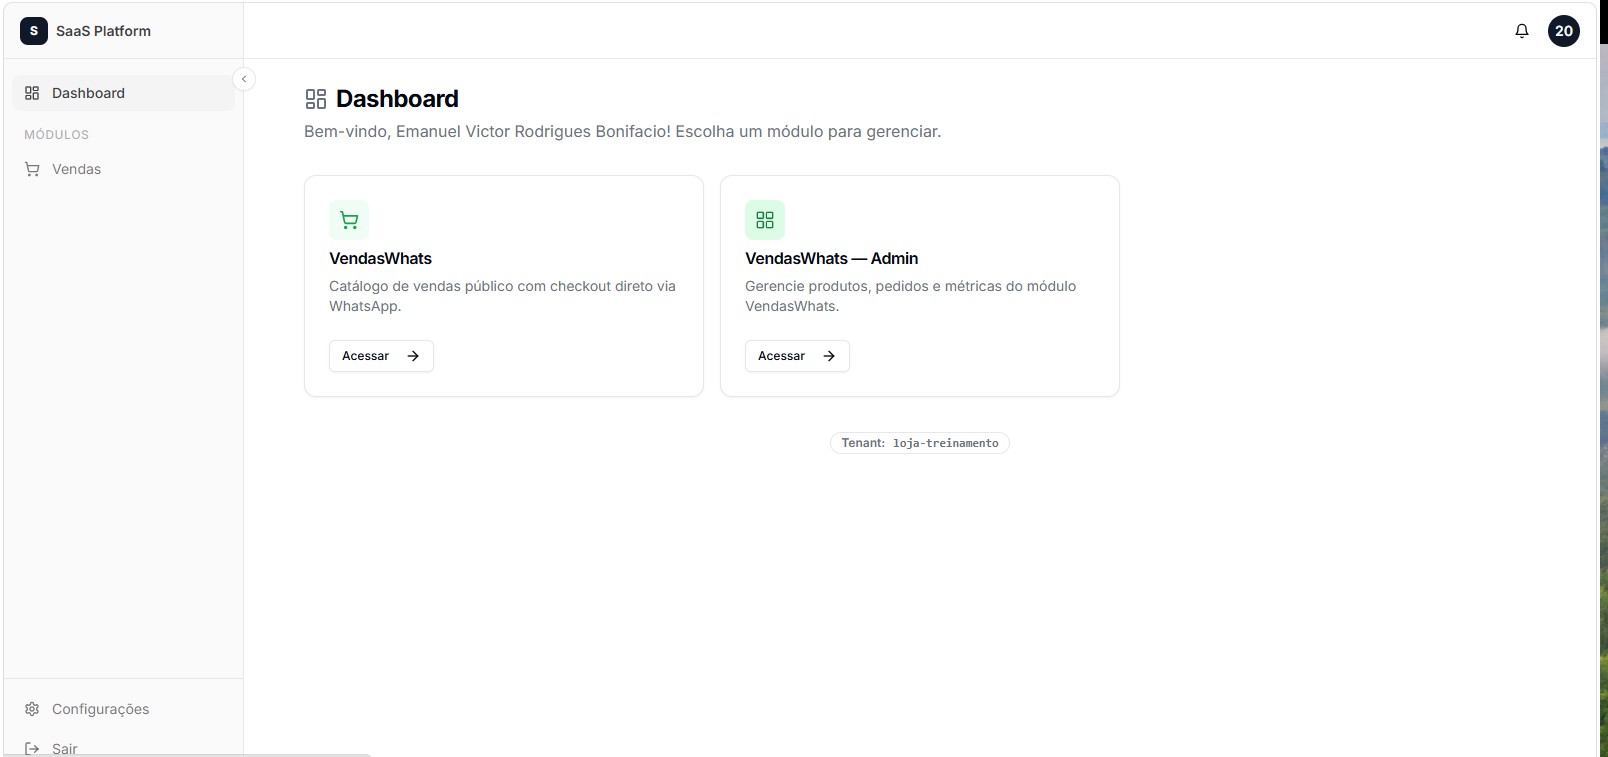 S SaaS Platform
20
Dashboard
MÓDULOS
Vendas
Dashboard
Bem-vindo, Emanuel Victor Rodrigues Bonifacio! Escolha um módulo para gerenciar.
VendasWhats
Catálogo de vendas público com checkout direto via
WhatsApp.
Acessar
VendasWhats — Admin
Gerencie produtos, pedidos e métricas do módulo
VendasWhats.
Acessar
Tenant: loja-treinamento
Configurações
Sair